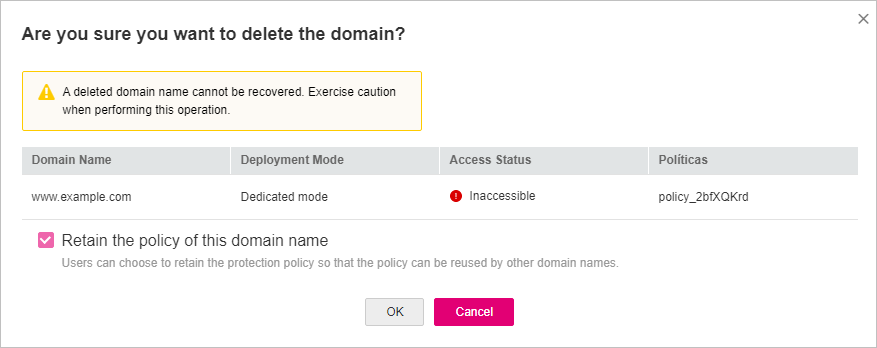 Are you sure you want to delete the domain?
A deleted domain name cannot be recovered. Exercise caution
when performing this operation.
Domain Name Deployment Mode Access Status Políticas
www.example.com Dedicated mode Inaccessible policy_2bfXQKrd
Retain the policy of this domain name
Users can choose to retain the protection policy so that the policy can be reused by other domain names.
OK Cancel